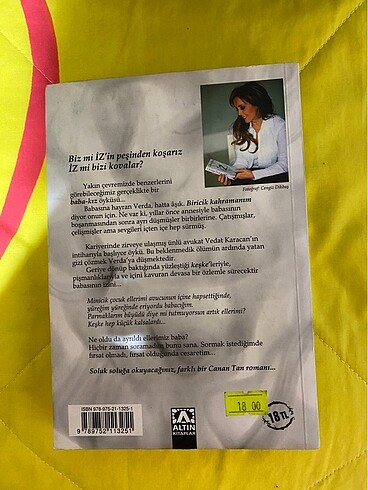 Biz mi İZ'in peşinden koşarız
İZ mi bizi kovalar?
Fotoğraf: Cengiz Dikbaş
Yakın çevremizde benzerlerini
görebileceğimiz gerçeklikte bir
baba-kız öyküsü...
Babasına hayran Verda, hatta âşık. Biricik kahramanım
diyor onun için. Ne var ki, yıllar önce annesiyle babasının
boşanmasından sonra ayrı düşmüşler birbirlerine. Çatışmışlar,
çelişmişler ama sevgileri içten içe hep sürmüş.
Kariyerinde zirveye ulaşmış ünlü avukat Vedat Karacan'ın
intiharıyla başlıyor öykü. Bu beklenmedik ölümün ardında yatan
gizi çözmek Verda'ya düşmektedir.
Geriye dönüp baktığında yüzleştiği keşke'leriyle,
pişmanlıklarıyla ve içini kavuran devasa bir özlemle sürecektir
babasının izini...
Minicik çocuk ellerimi avucunun içine hapsettiğinde,
yüreğim yüreğinde eriyordu babacığım.
Parmaklarım büyüdü diye mi tutmuyorsun artık ellerimi?
Keşke hep küçük kalsalardı...
Ne oldu da ayrıldı ellerimiz baba?
Hiçbir zaman soramadım bunu sana. Sormak istediğimde
fırsat olmadı, fırsat olduğunda cesaretim...
Soluk soluğa okuyacağınız, farklı bir Canan Tan romanı...
ISBN 978-975-21-1325-1
9 789752 113251
ALTIN
KİTAPLAR
18 00
18 TL